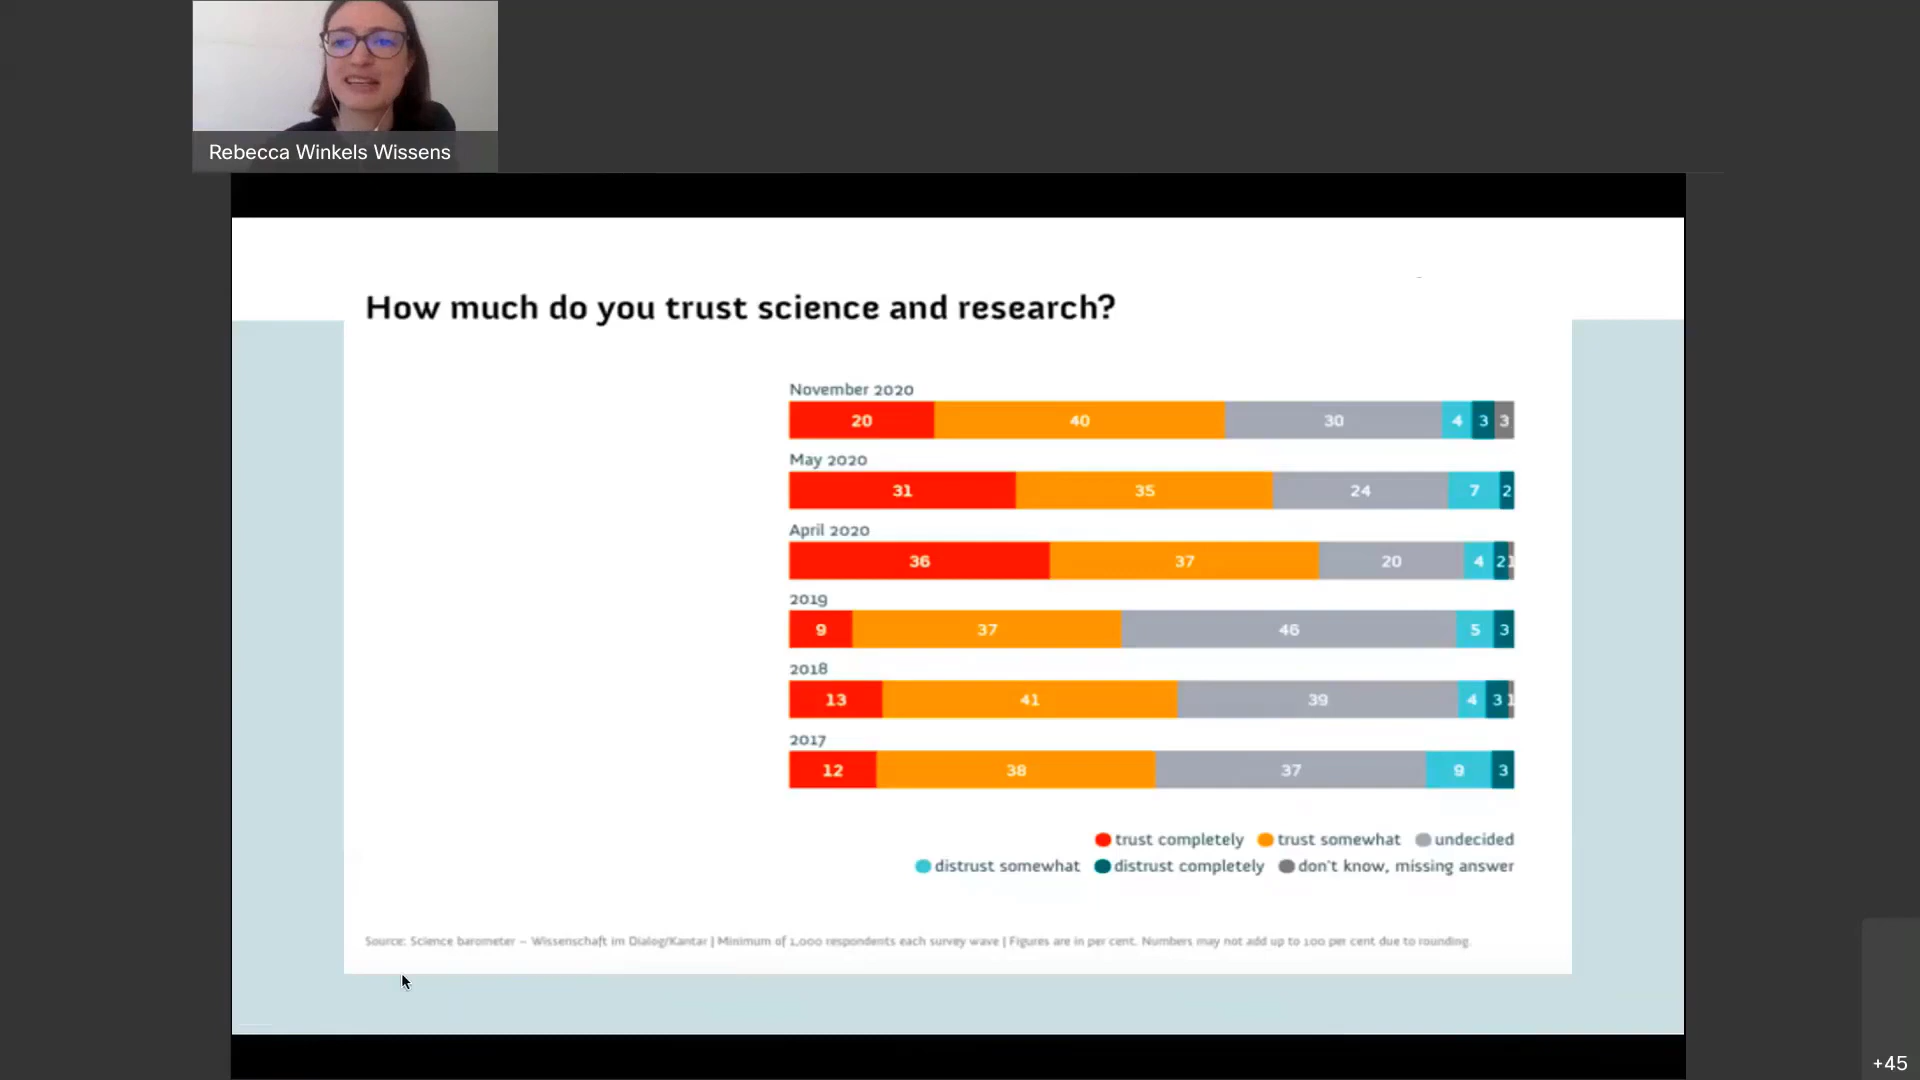 Rebecca Winkels Wissens
How much do you trust science and research?
November 2020
20 40 30 4 3 3
May 2020
31 35 24 7 2
April 2020
36 37 20 4 2 1
2019
9 37 46 5 3
2018
13 41 39 4 3 1
2017
12 38 37 9 3
trust completely trust somewhat undecided
distrust somewhat distrust completely don't know, missing answer
Source: Science barometer – Wissenschaft im Dialog/Kantar | Minimum of 1,000 respondents each survey wave | Figures are in per cent. Numbers may not add up to 100 per cent due to rounding.
+45